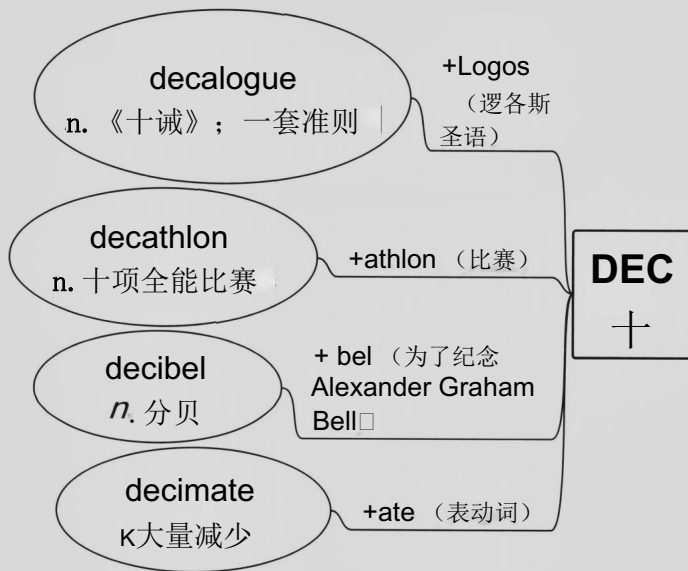 decalogue
n.《十诫》；一套准则
+Logos
（逻各斯
圣语）
decathlon
n.十项全能比赛
+athlon （比赛）
DEC
十
decibel
n.分贝
+ bel （为了纪念
Alexander Graham
Bell□
decimate
K大量减少
+ate （表动词）